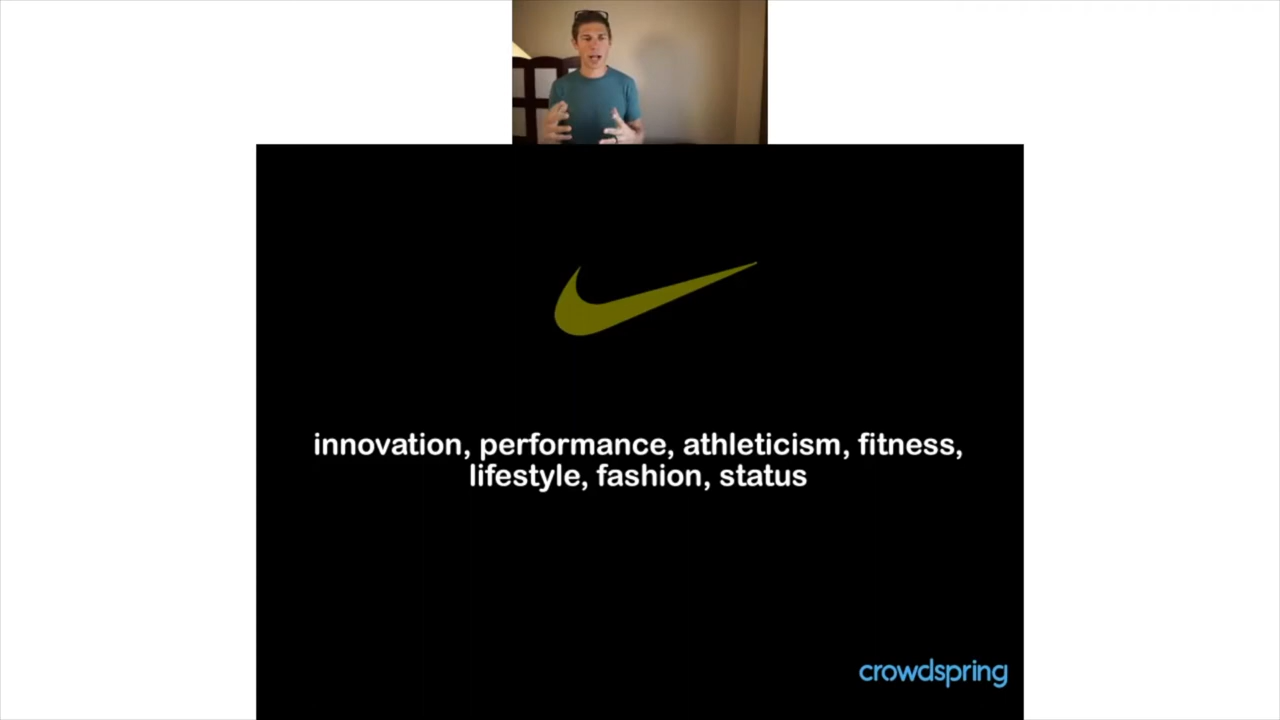 innovation, performance, athleticism, fitness,
lifestyle, fashion, status
crowdspring